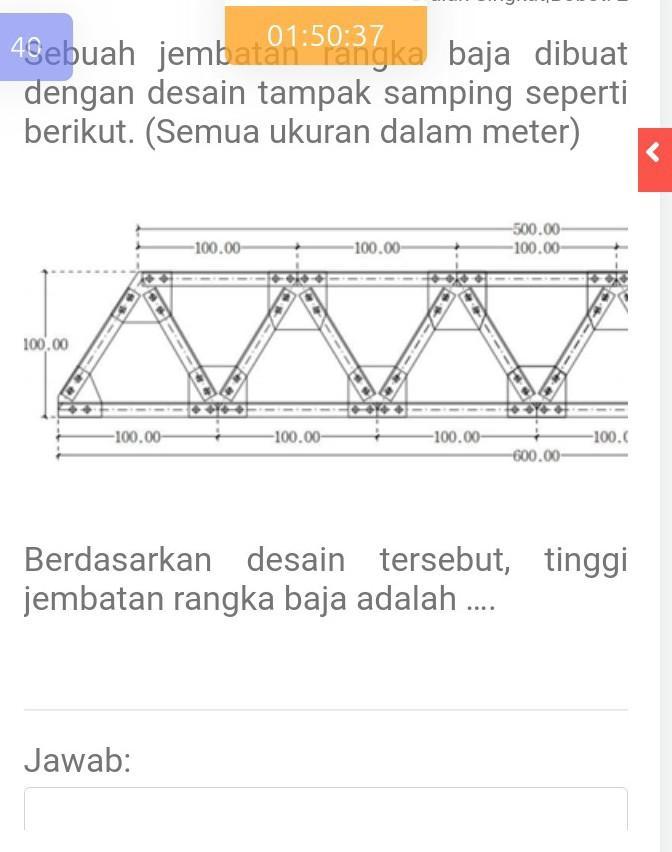 01:50:37
40
Sebuah jembatan rangka baja dibuat
dengan desain tampak samping seperti
berikut. (Semua ukuran dalam meter)
500.00
100.00 100.00 100.00
100.00
100.00 100.00 100.00 100.0
600.00
Berdasarkan desain tersebut, tinggi
jembatan rangka baja adalah ....
Jawab: